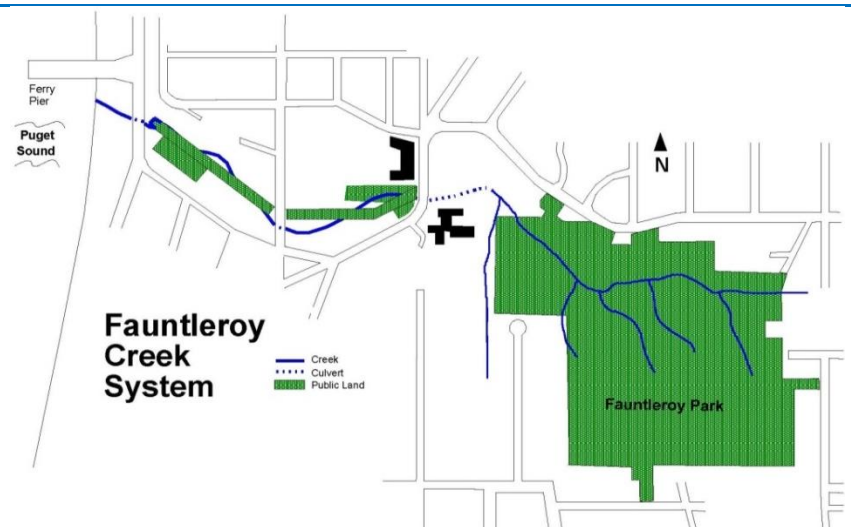 Ferry
Pier
Puget
Sound
N
Fauntleroy
Creek
System
Creek
Culvert
Public Land
Fauntleroy Park